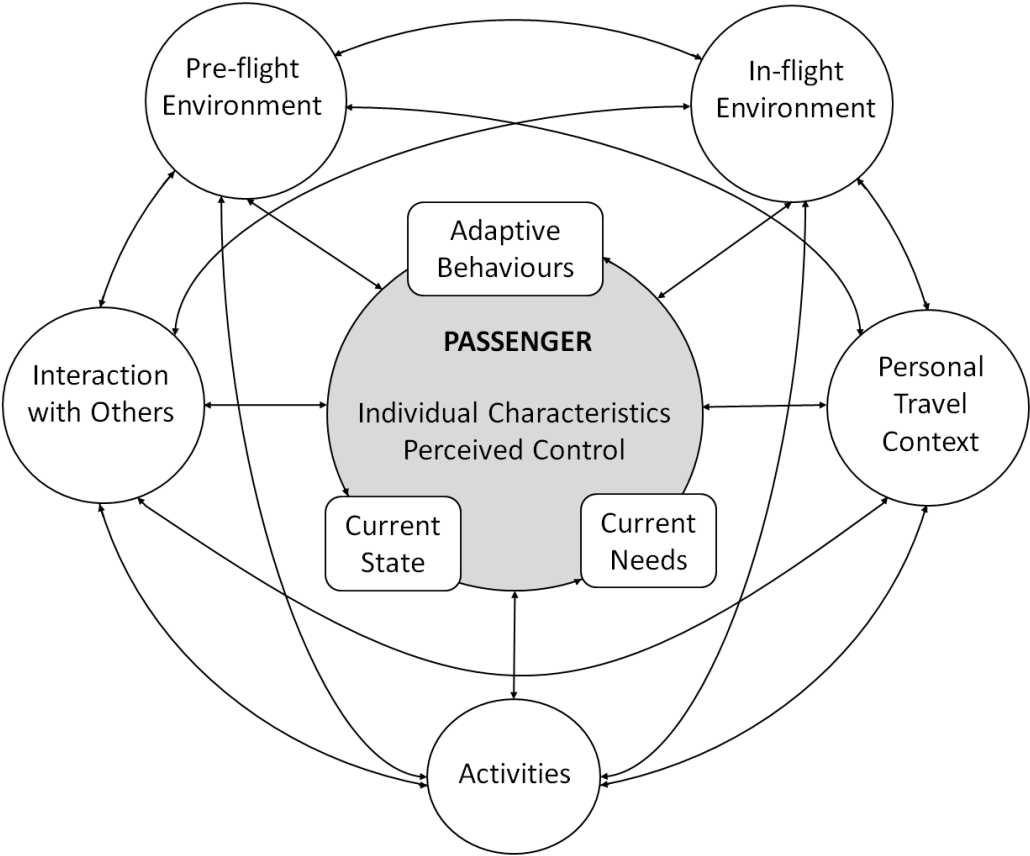 Pre-flight
Environment
In-flight
Environment
Adaptive
Behaviours
PASSENGER
Individual Characteristics
Perceived Control
Interaction
with Others
Personal
Travel
Context
Current
State
Current
Needs
Activities